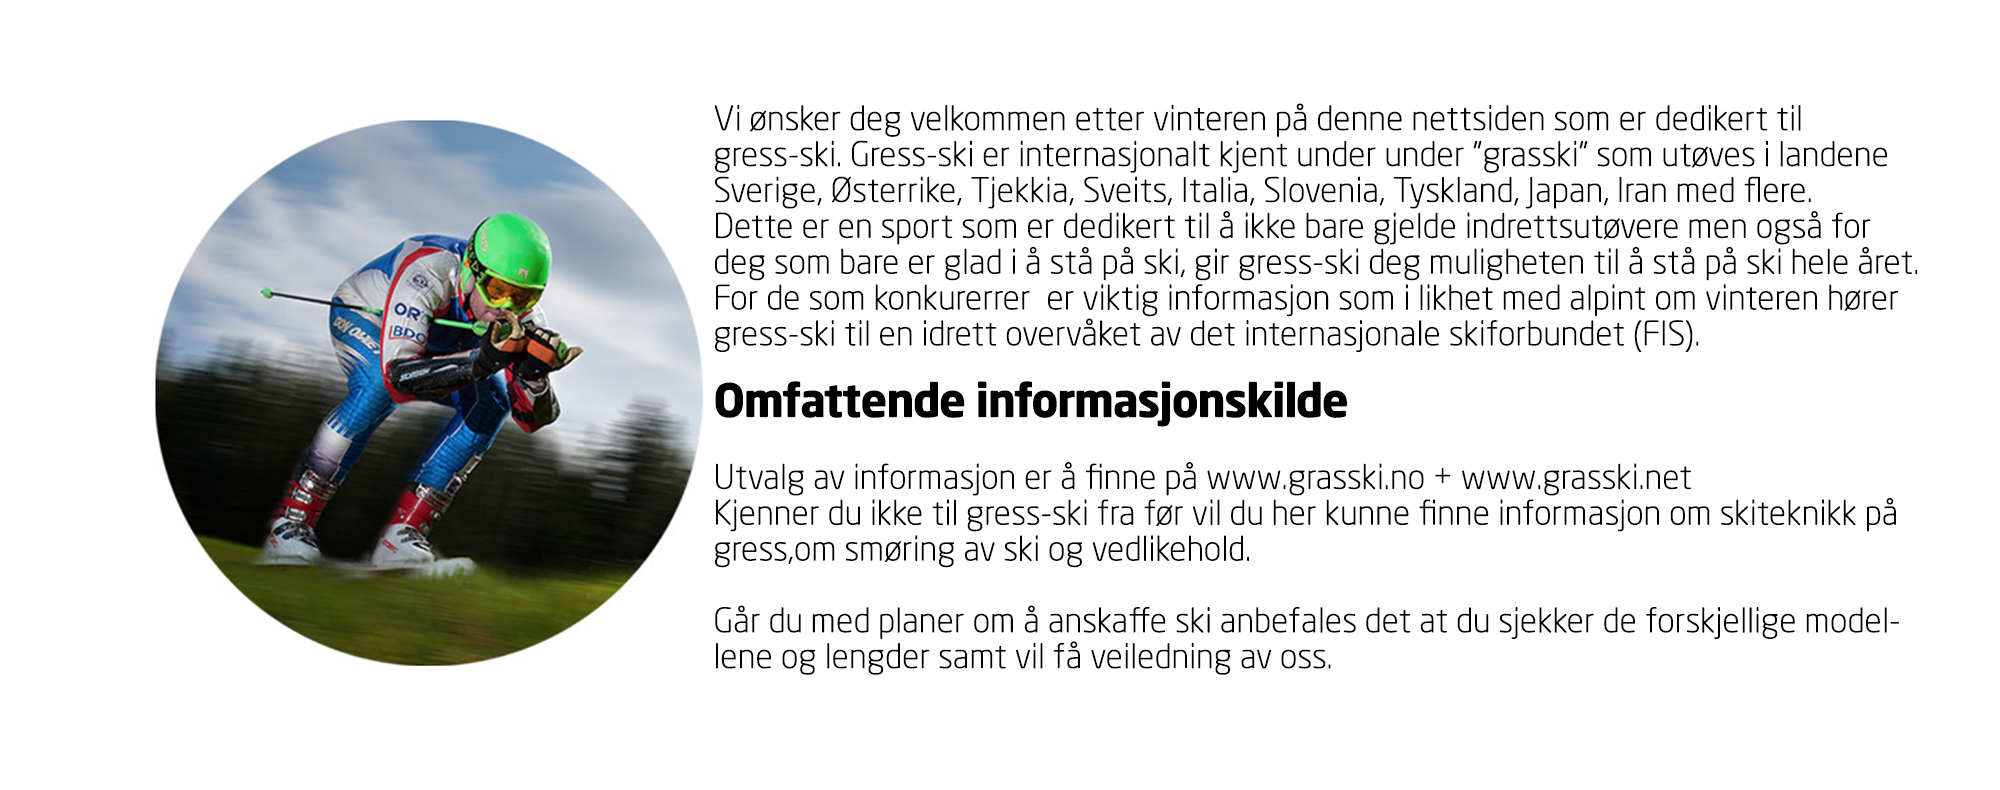 Vi ønsker deg velkommen etter vinteren på denne nettsiden som er dedikert til
gress-ski. Gress-ski er internasjonalt kjent under under "grasski" som utøves i landene
Sverige, Østerrike, Tjekkia, Sveits, Italia, Slovenia, Tyskland, Japan, Iran med flere.
Dette er en sport som er dedikert til å ikke bare gjelde indrettsutøvere men også for
deg som bare er glad i å stå på ski, gir gress-ski deg muligheten til å stå på ski hele året.
For de som konkurerrer  er viktig informasjon som i likhet med alpint om vinteren hører
gress-ski til en idrett overvåket av det internasjonale skiforbundet (FIS).
Omfattende informasjonskilde
Utvalg av informasjon er å finne på www.grasski.no + www.grasski.net
Kjenner du ikke til gress-ski fra før vil du her kunne finne informasjon om skiteknikk på
gress,om smøring av ski og vedlikehold.
Går du med planer om å anskaffe ski anbefales det at du sjekker de forskjellige model-
lene og lengder samt vil få veiledning av oss.
OR
BDO